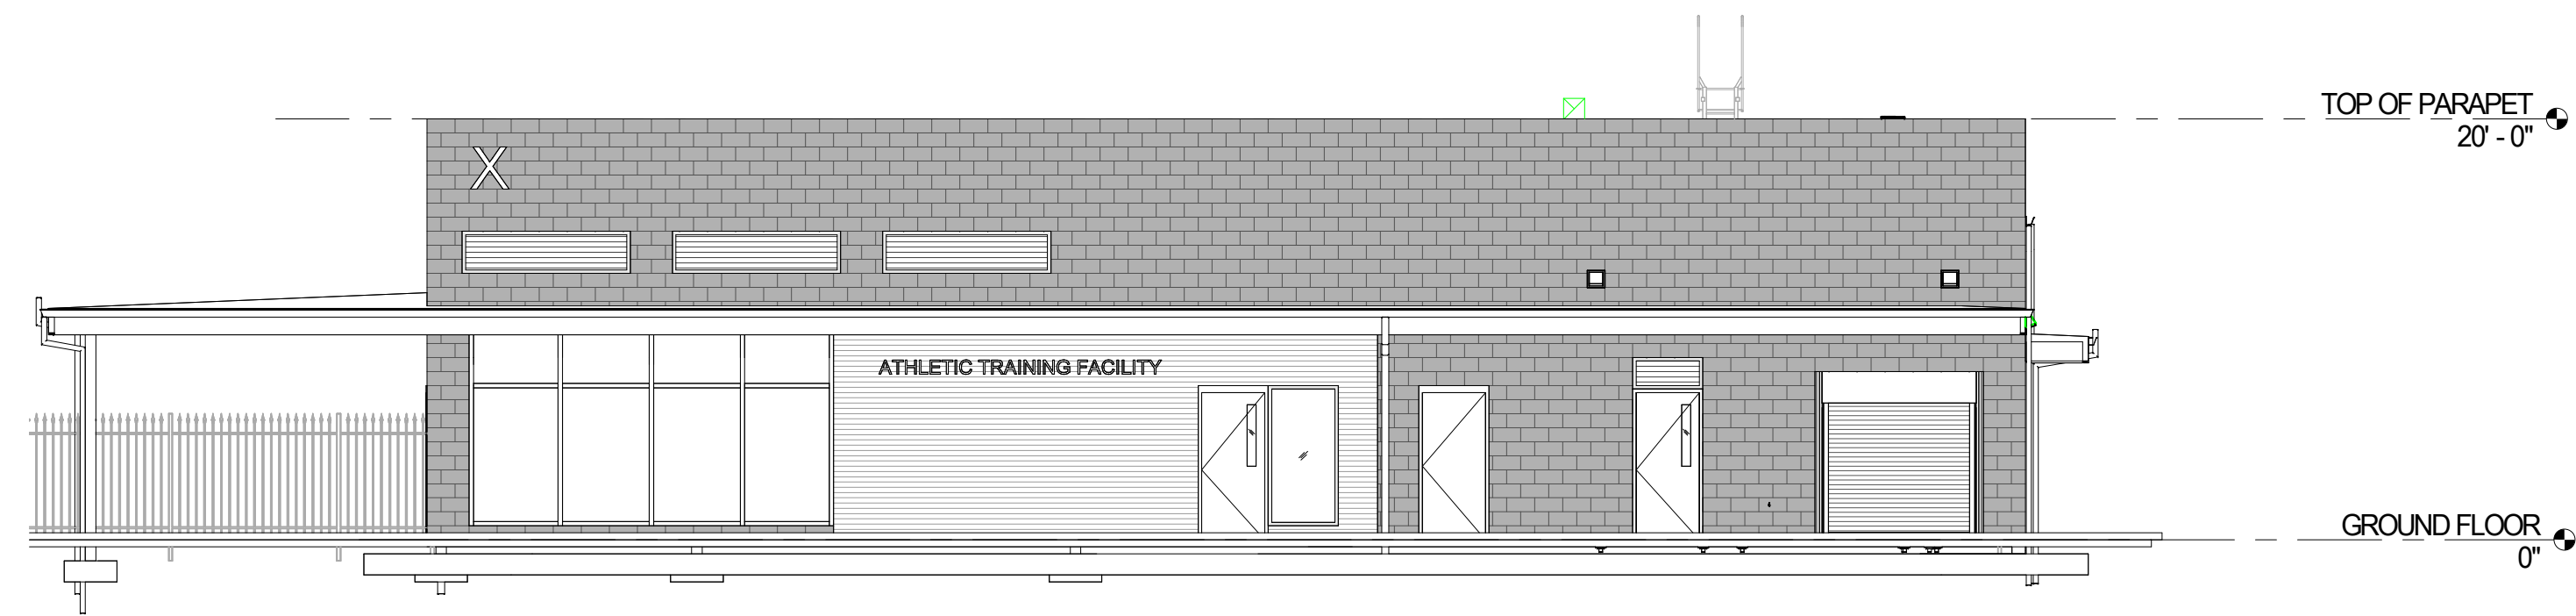 TOP OF PARAPET
20' - 0"
X
ATHLETIC TRAINING FACILITY
GROUND FLOOR
0"